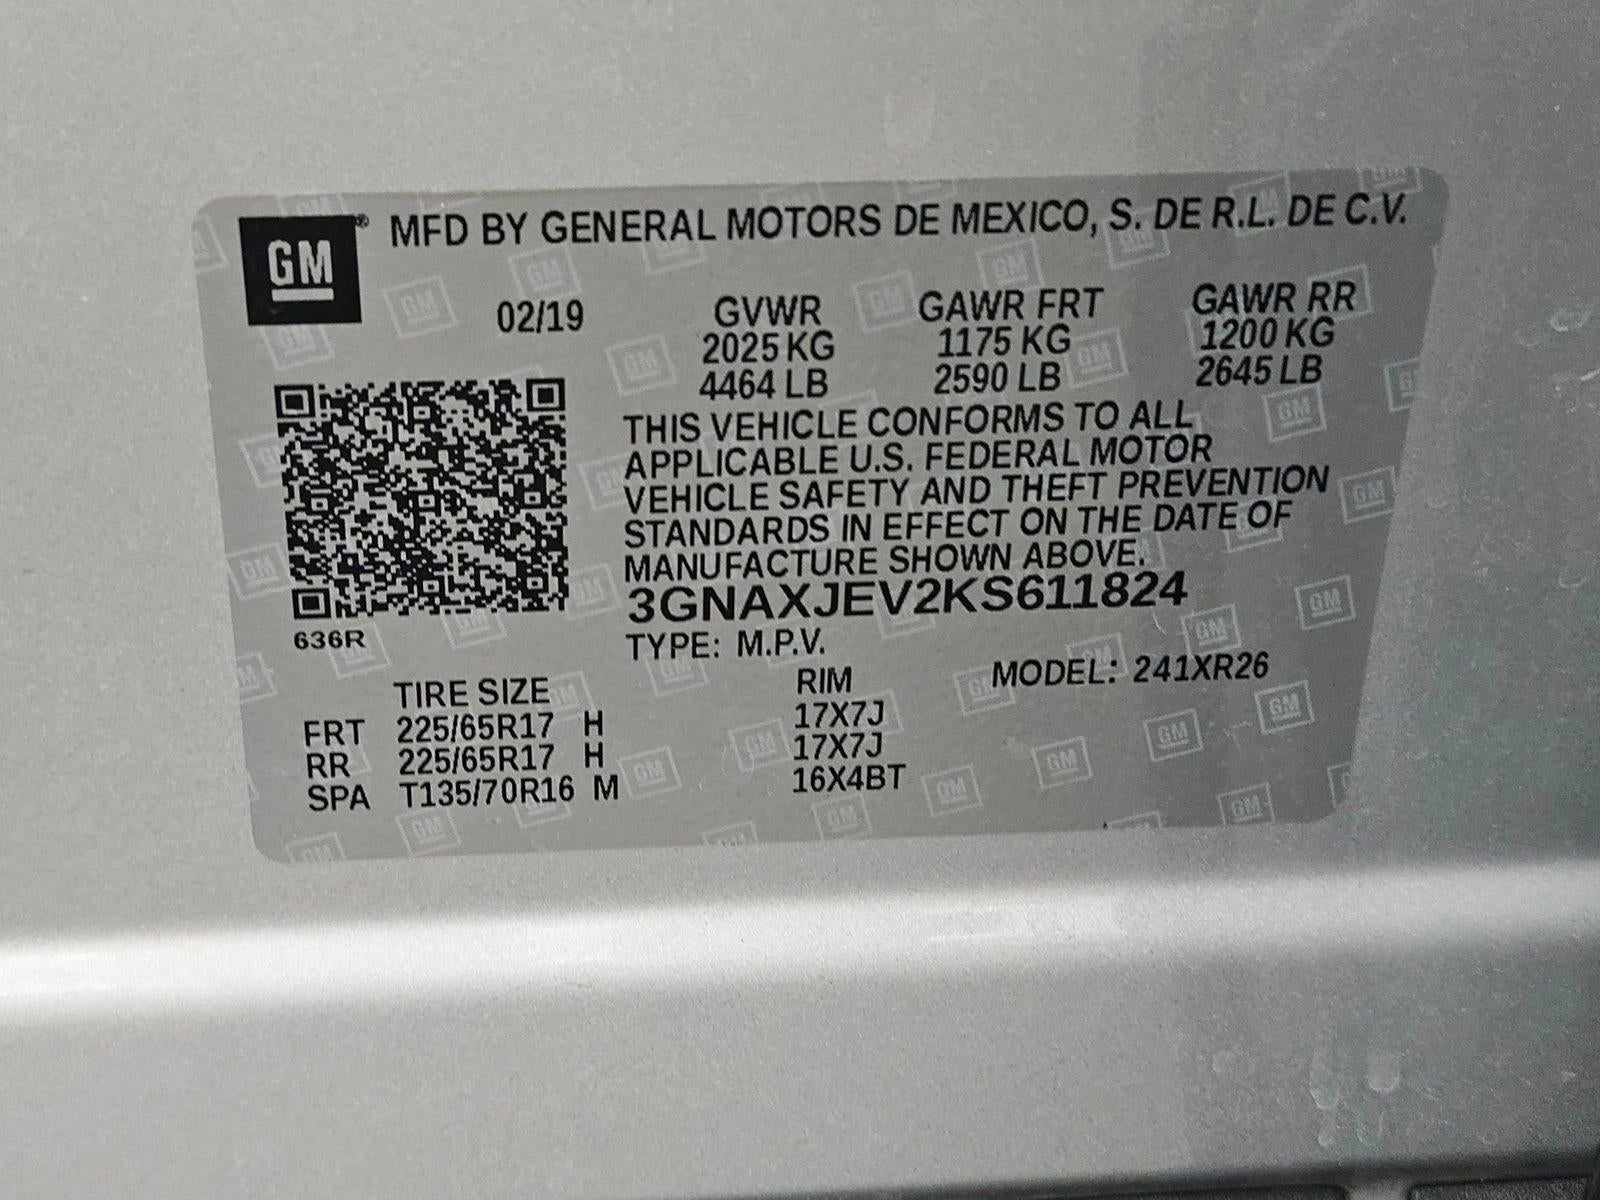 GM® MFD BY GENERAL MOTORS DE MEXICO, S. DE R.L. DE C.V.
02/19 GVWR GAWR FRT GAWR RR
2025 KG 1175 KG 1200 KG
4464 LB 2590 LB 2645 LB
THIS VEHICLE CONFORMS TO ALL
APPLICABLE U.S. FEDERAL MOTOR
VEHICLE SAFETY AND THEFT PREVENTION
STANDARDS IN EFFECT ON THE DATE OF
MANUFACTURE SHOWN ABOVE.
3GNAXJEV2KS611824
636R
TYPE: M.P.V.
MODEL: 241XR26
TIRE SIZE RIM
FRT 225/65R17 H 17X7J
RR 225/65R17 H 17X7J
SPA T135/70R16 M 16X4BT